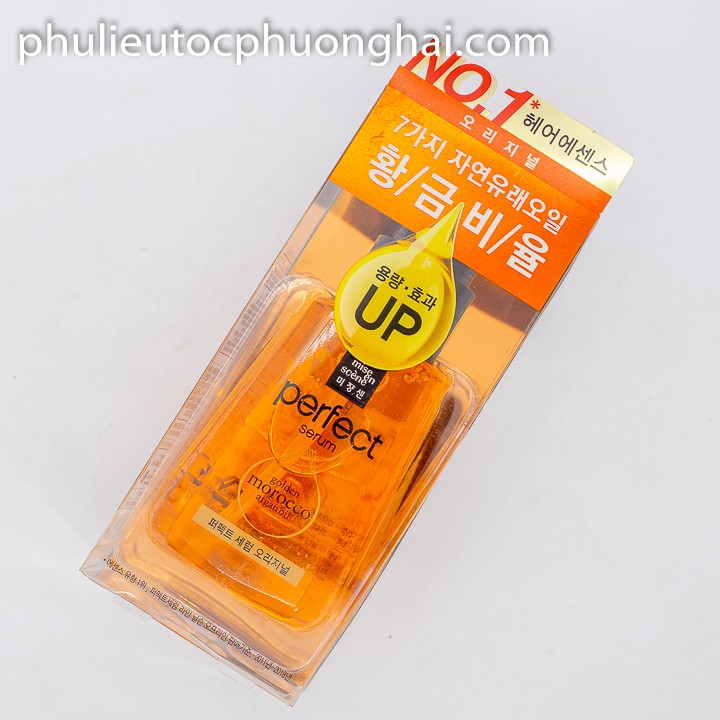 phulieutocphuonghai.com
NO.1*
헤어에센스
오리지널
7가지 자연유래오일
황/금/비/율
용량·효과
UP
mise
en
scène
미쟝센
perfect
serum
golden
morocco
argan oil
퍼펙트 세럼 오리지널